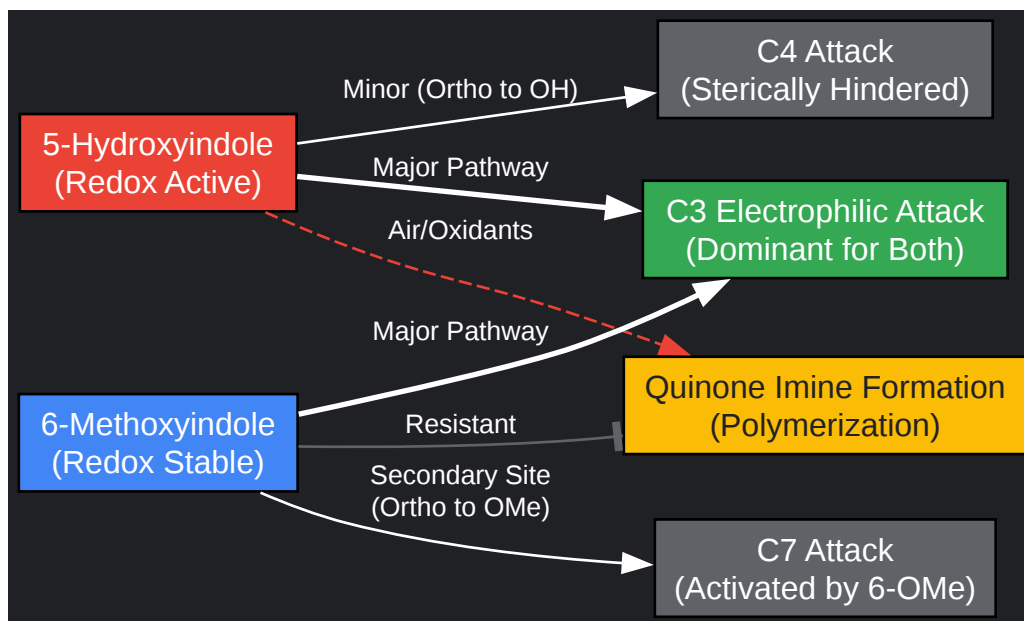 C4 Attack
(Sterically Hindered)
Minor (Ortho to OH)
5-Hydroxyindole
(Redox Active)
Major Pathway
C3 Electrophilic Attack
(Dominant for Both)
Air/Oxidants
Major Pathway
Quinone Imine Formation
(Polymerization)
6-Methoxyindole
(Redox Stable)
Resistant
Secondary Site
(Ortho to OMe)
C7 Attack
(Activated by 6-OMe)